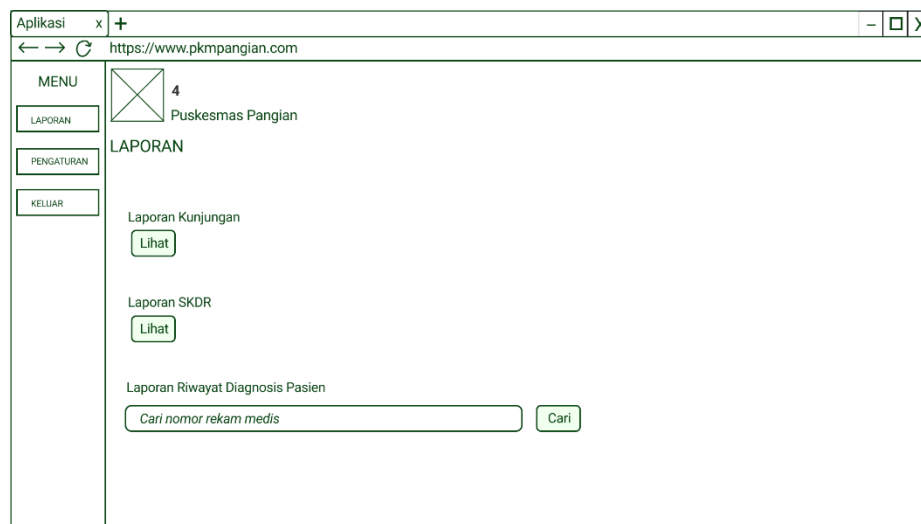 Aplikasi x +
https://www.pkmpangian.com
MENU
LAPORAN
PENGATURAN
KELUAR
4
Puskesmas Pangian
LAPORAN
Laporan Kunjungan
Lihat
Laporan SKDR
Lihat
Laporan Riwayat Diagnosis Pasien
Cari nomor rekam medis Cari